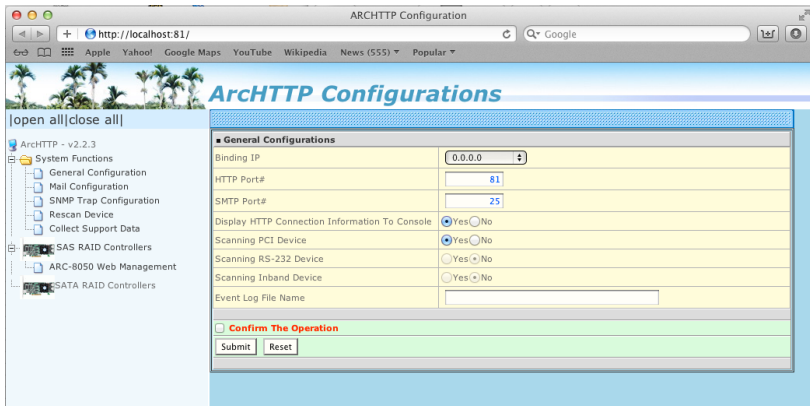 ARCHTTP Configuration
http://localhost:81/
Google
Apple Yahoo! Google Maps YouTube Wikipedia News (555) Popular
ArcHTTP Configurations
|open all|close all|
ArcHTTP - v2.2.3
System Functions
General Configuration
Mail Configuration
SNMP Trap Configuration
Rescan Device
Collect Support Data
SAS RAID Controllers
ARC-8050 Web Management
SATA RAID Controllers
General Configurations
Binding IP 0.0.0.0
HTTP Port# 81
SMTP Port# 25
Display HTTP Connection Information To Console Yes No
Scanning PCI Device Yes No
Scanning RS-232 Device Yes No
Scanning Inband Device Yes No
Event Log File Name
Confirm The Operation
Submit Reset